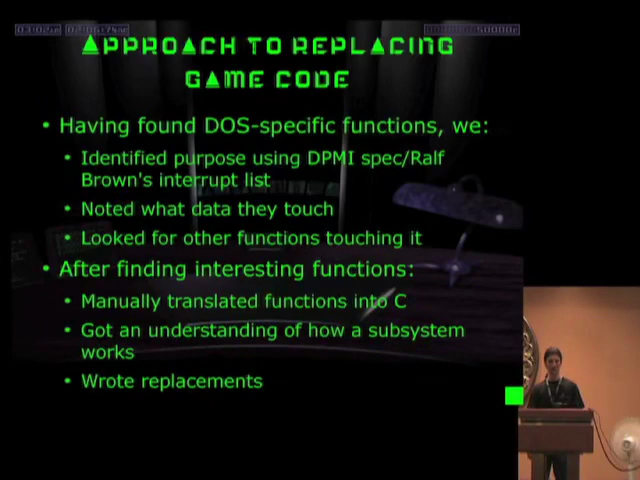 APPROACH TO REPLACING
GAME CODE
• Having found DOS-specific functions, we:
• Identified purpose using DPMI spec/Ralf
Brown's interrupt list
• Noted what data they touch
• Looked for other functions touching it
• After finding interesting functions:
• Manually translated functions into C
• Got an understanding of how a subsystem
works
• Wrote replacements